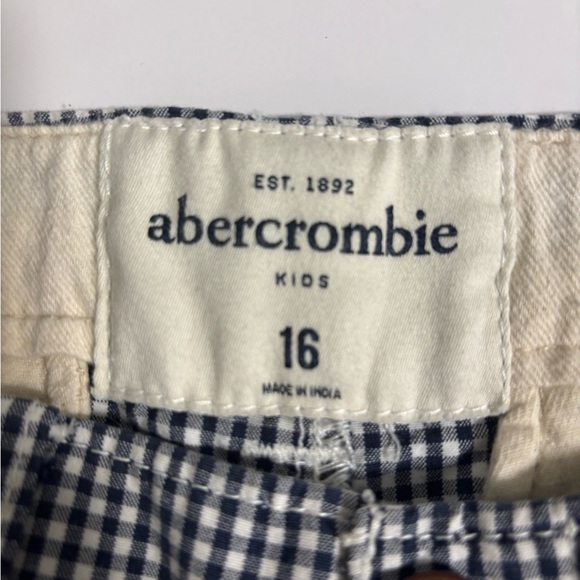 EST. 1892
abercrombie
KIDS
16
MADE IN INDIA